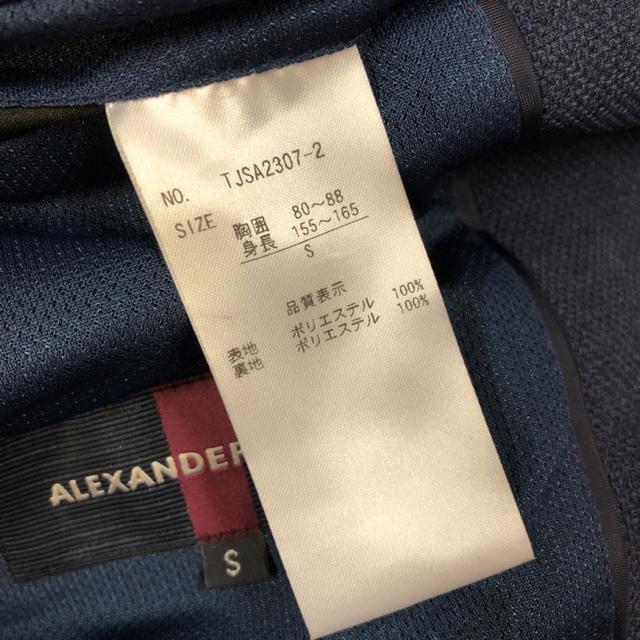 NO. TJSA2307-2
SIZE 胸囲 80～88
身長 155～165
S
品質表示
表地 ポリエステル 100%
裏地 ポリエステル 100%
ALEXANDER
S